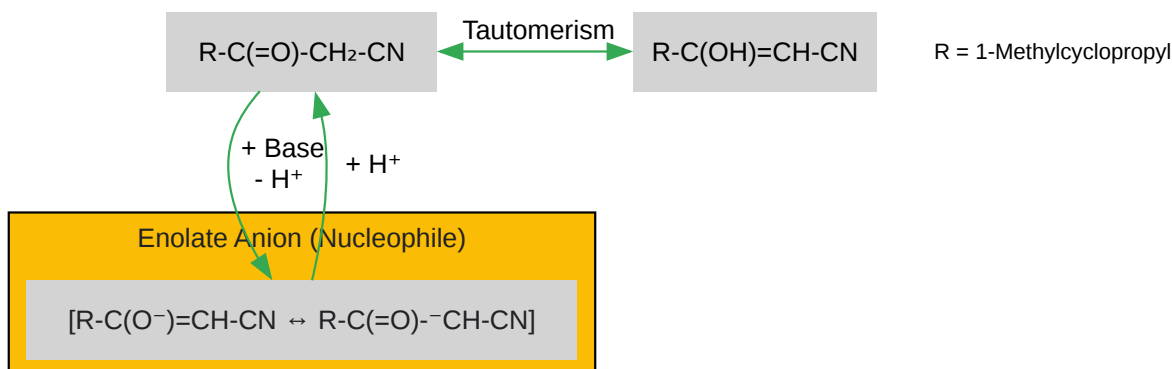 Tautomerism
R-C(=O)-CH₂-CN
R-C(OH)=CH-CN
R = 1-Methylcyclopropyl
+ Base
- H⁺
+ H⁺
Enolate Anion (Nucleophile)
[R-C(O⁻)=CH-CN ↔ R-C(=O)-⁻CH-CN]